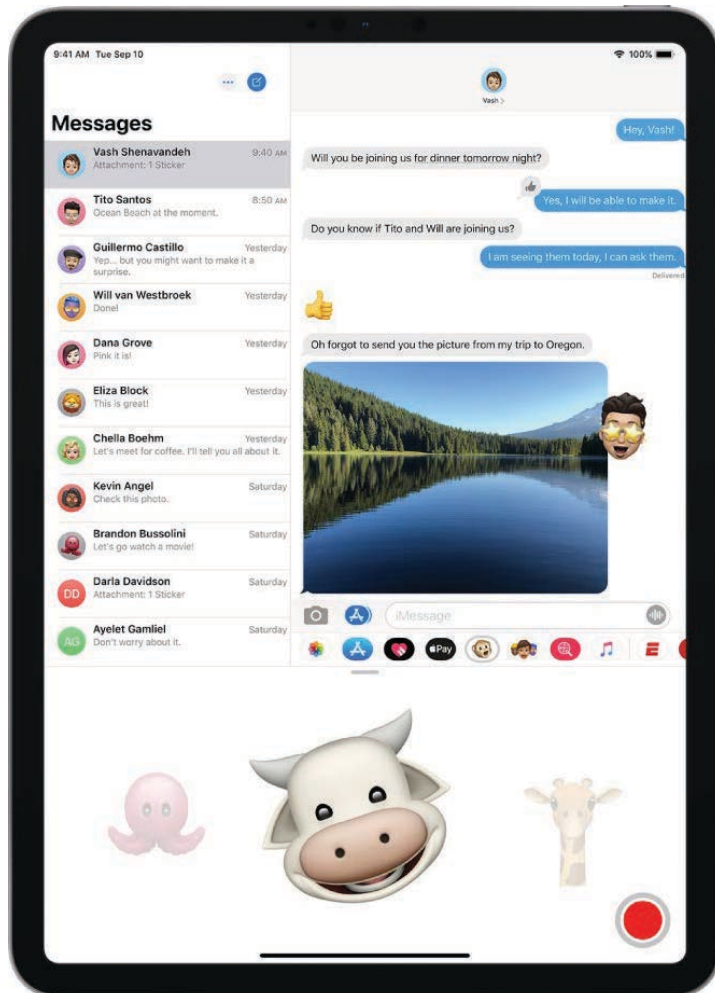 9:41 AM Tue Sep 10
100%
Messages
Vash Shenavandeh 9:40 AM
Attachment: 1 Sticker
Tito Santos 8:50 AM
Ocean Beach at the moment.
Guillermo Castillo Yesterday
Yep... but you might want to make it a
surprise.
Will van Westbroek Yesterday
Done!
Dana Grove Yesterday
Pink it is!
Eliza Block Yesterday
This is great!
Chella Boehm Yesterday
Let's meet for coffee. I'll tell you all about it.
Kevin Angel Saturday
Check this photo.
Brandon Bussolini Saturday
Let's go watch a movie!
DD
Darla Davidson Saturday
Attachment: 1 Sticker
AG
Ayelet Gamliel Saturday
Don't worry about it.
Vash >
Hey, Vash!
Will you be joining us for dinner tomorrow night?
Yes, I will be able to make it.
Do you know if Tito and Will are joining us?
I am seeing them today, I can ask them.
Delivered
Oh forgot to send you the picture from my trip to Oregon.
iMessage
Pay
E